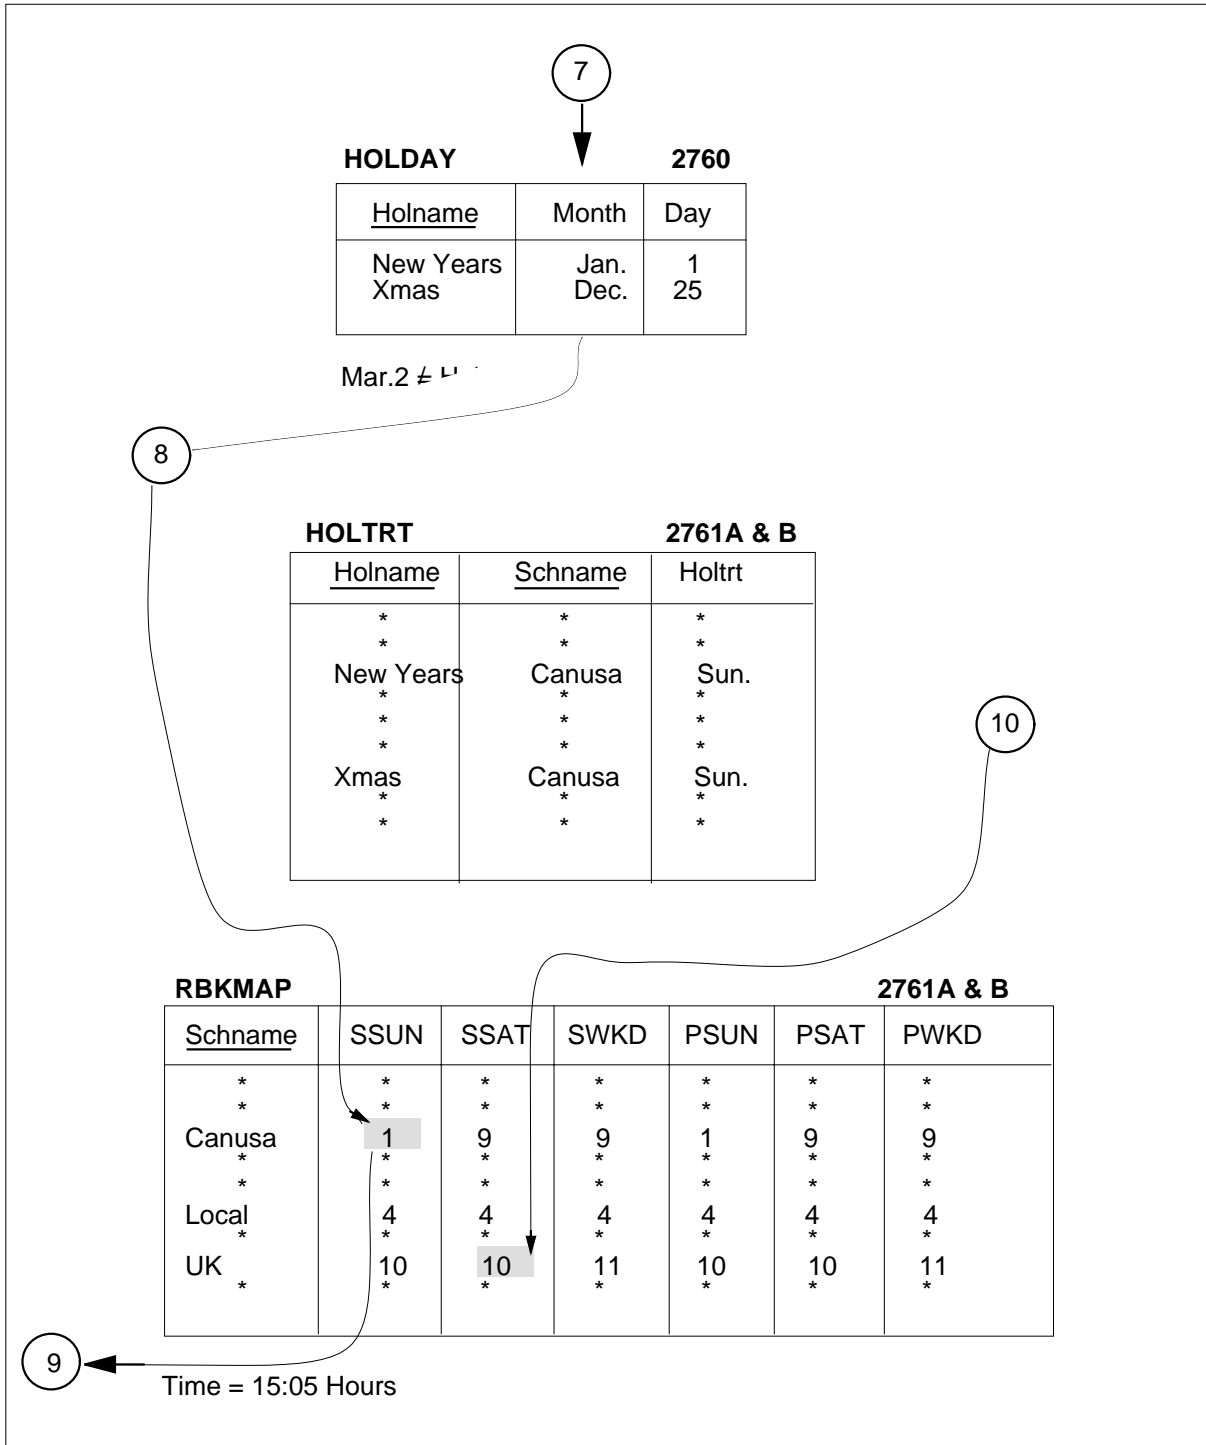 7
HOLDAY 2760
Holname Month Day
New Years Jan. 1
Xmas Dec. 25
Mar.2 ≠
8
HOLTRT 2761A & B
Holname Schname Holtrt
* * *
* * *
New Years Canusa Sun.
* * *
* * *
* * *
Xmas Canusa Sun.
* * *
* * *
10
RBKMAP 2761A & B
Schname SSUN SSAT SWKD PSUN PSAT PWKD
* * * * * * *
* * * * * * *
Canusa 1 9 9 1 9 9
* * * * * * *
* * * * * * *
Local 4 4 4 4 4 4
* * * * * * *
UK 10 10 11 10 10 11
* * * * * * *
9
Time = 15:05 Hours